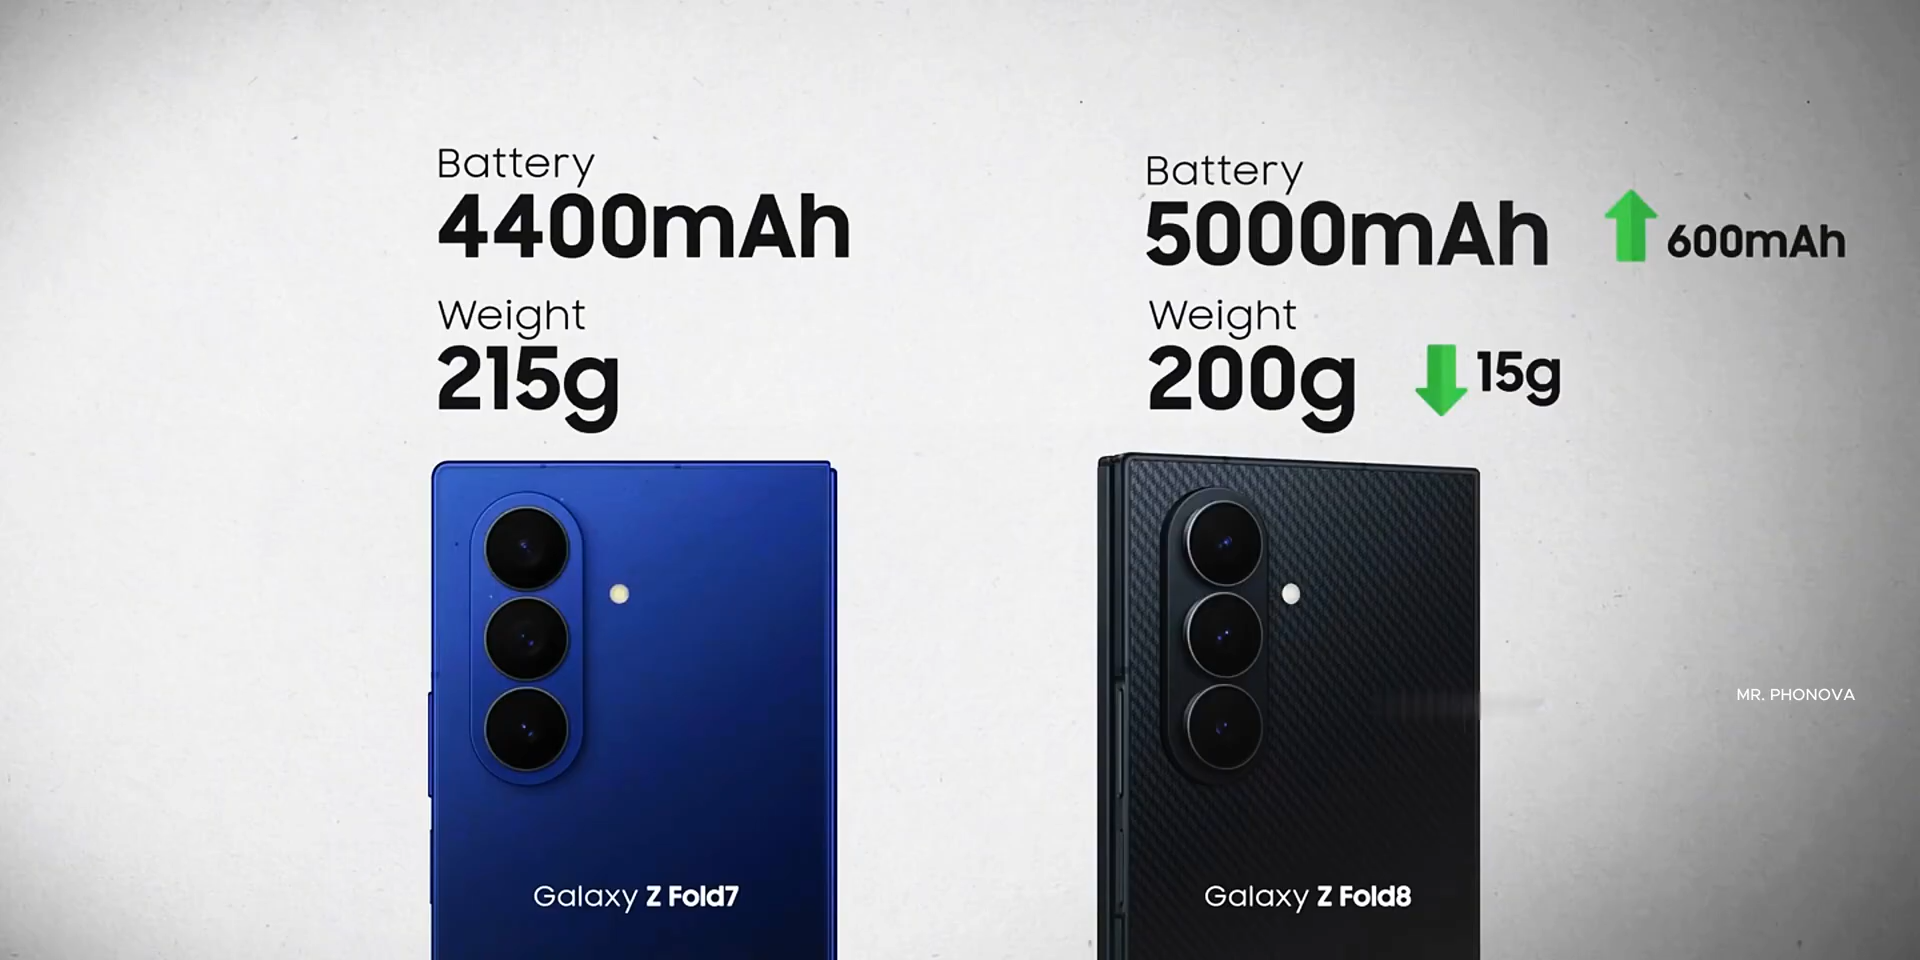 Battery
4400mAh
Weight
215g
Battery
5000mAh
600mAh
Weight
200g
15g
MR. PHONOVA
Galaxy Z Fold7
Galaxy Z Fold8